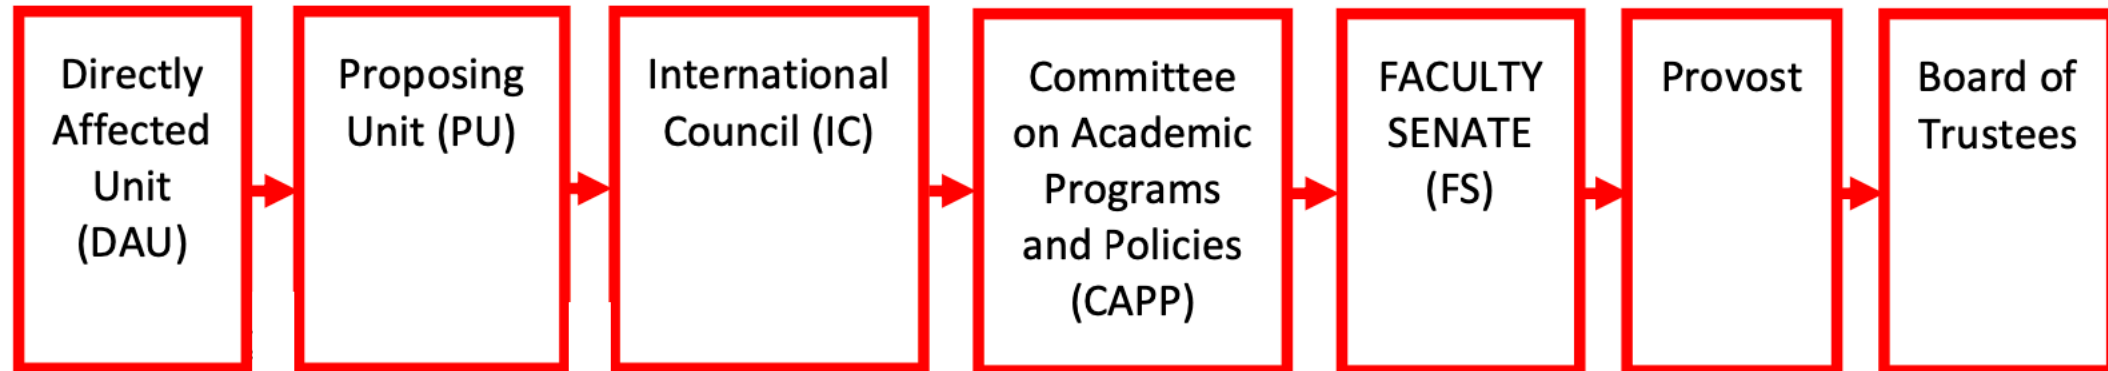 Directly
Affected
Unit
(DAU)
Proposing
Unit (PU)
International
Council (IC)
Committee
on Academic
Programs
and Policies
(CAPP)
FACULTY
SENATE
(FS)
Provost
Board of
Trustees